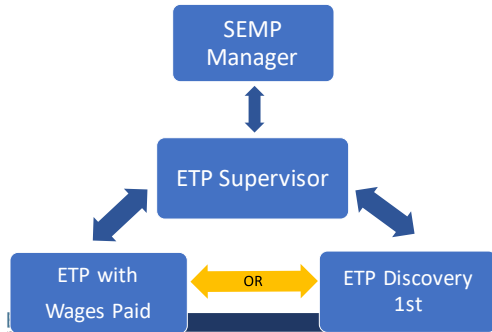 SEMP
Manager
ETP Supervisor
ETP with
Wages Paid
OR
ETP Discovery
1st